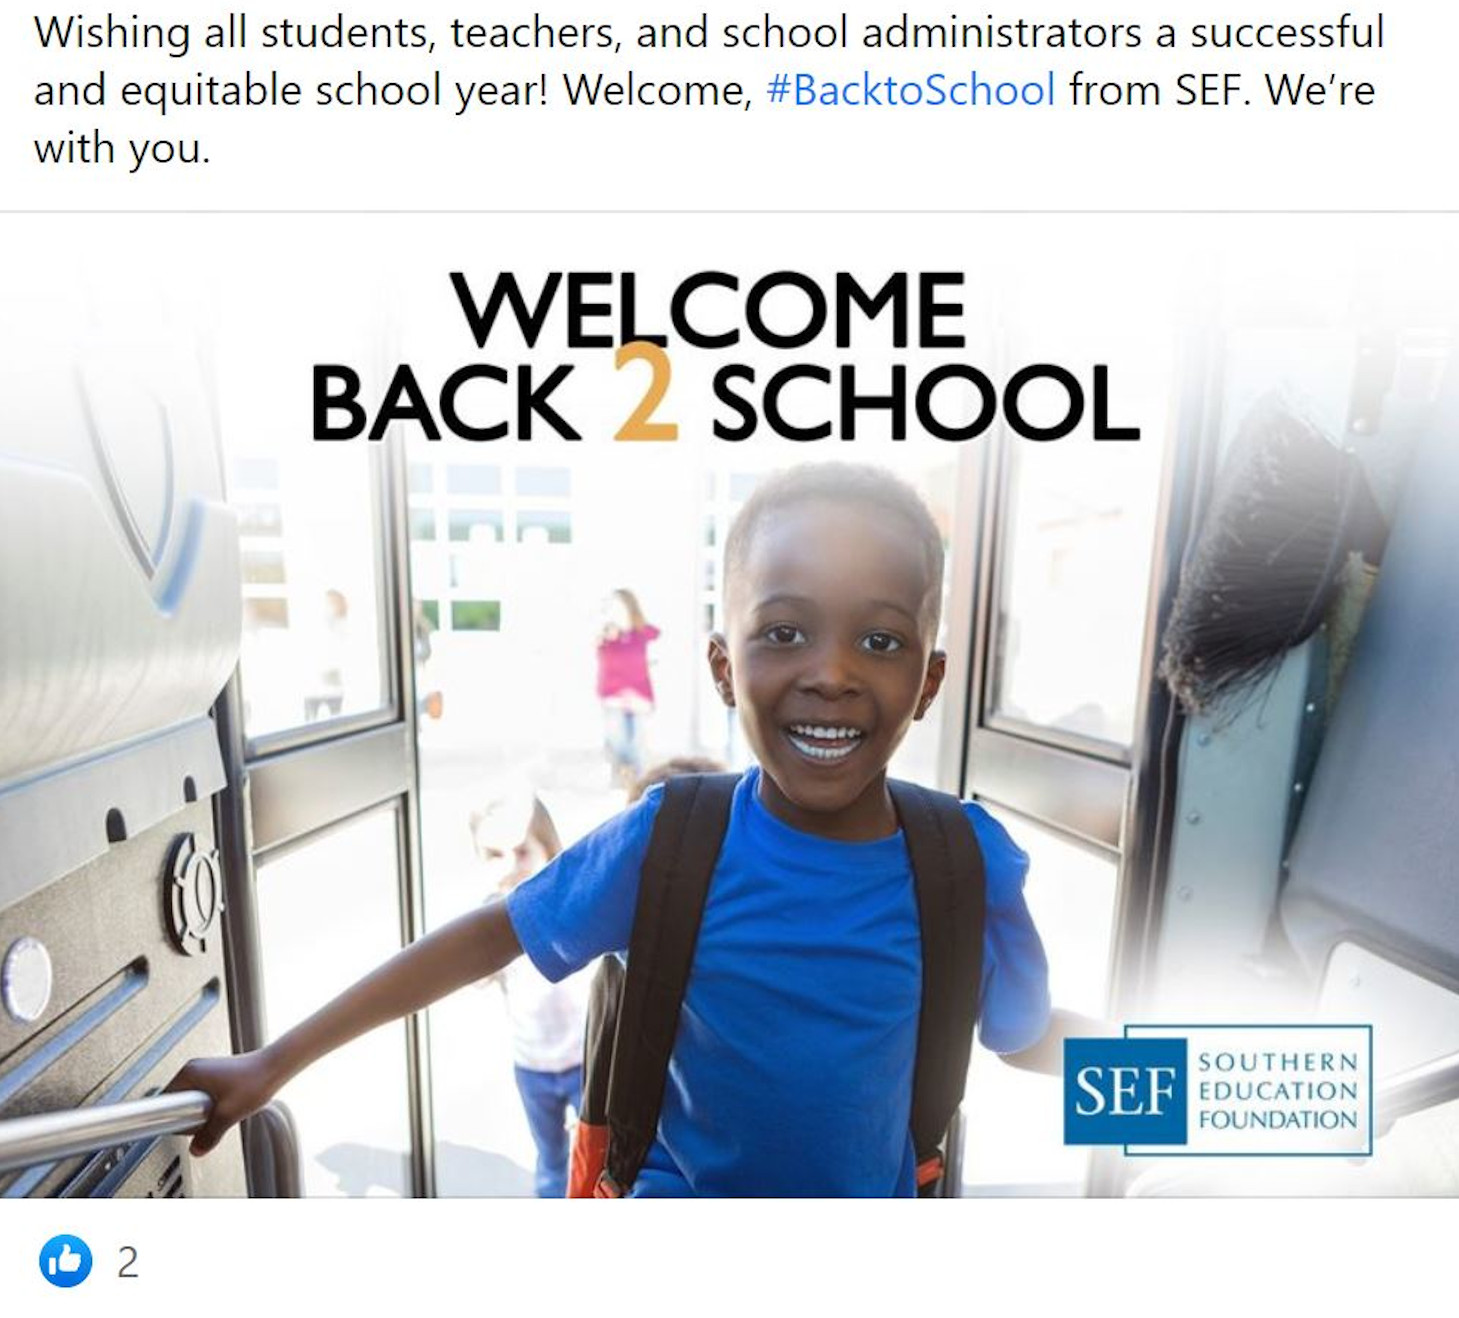 Wishing all students, teachers, and school administrators a successful
and equitable school year! Welcome, #BacktoSchool from SEF. We’re
with you.
WELCOME
BACK 2 SCHOOL
SEF
SOUTHERN
EDUCATION
FOUNDATION
2